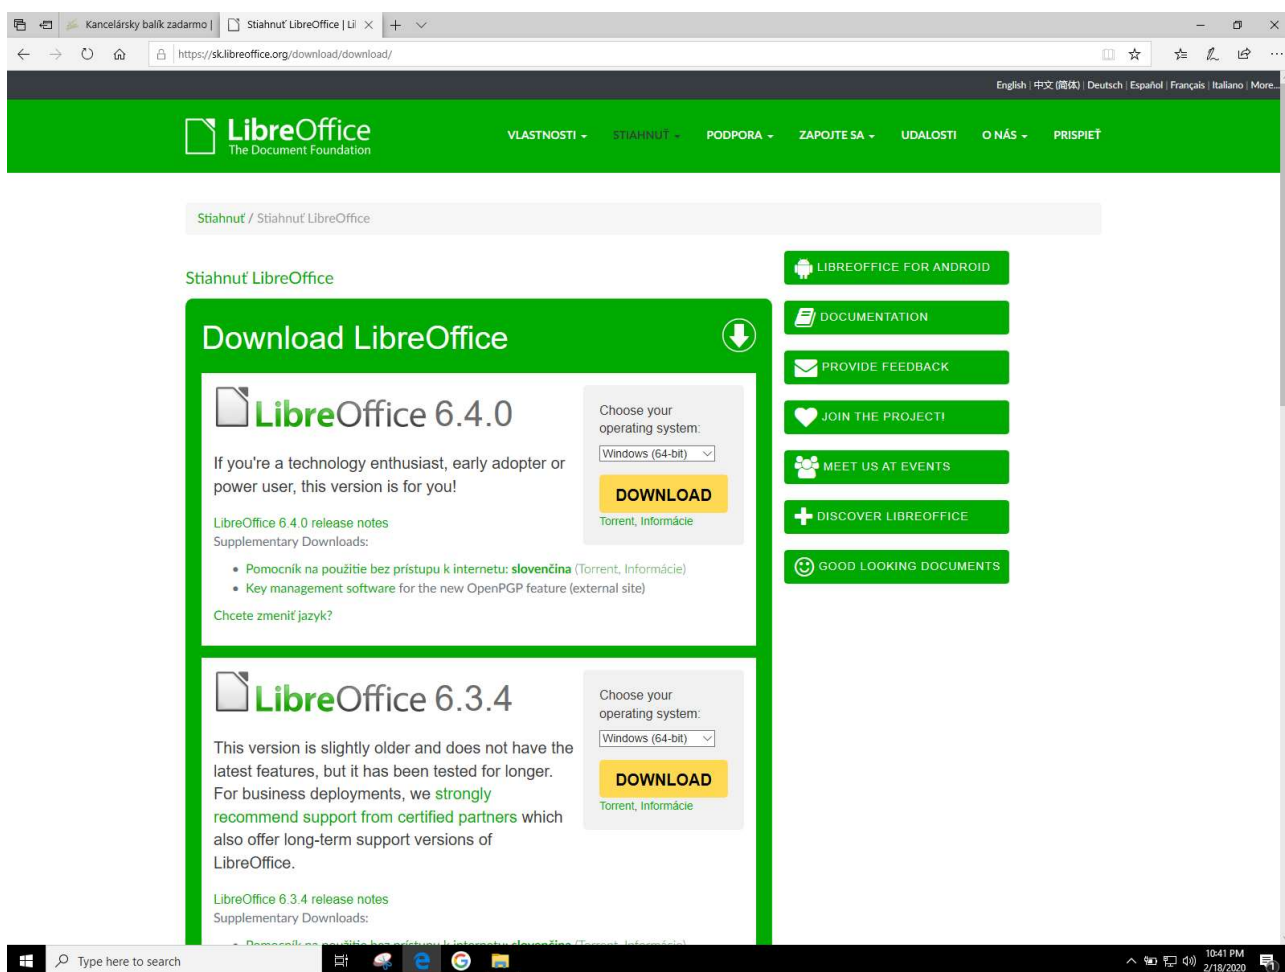 Kancelársky balík zadarmo |
Stiahnuť LibreOffice | Li
https://sk.libreoffice.org/download/download/
English | 中文 (简体) | Deutsch | Español | Français | Italiano | More...
LibreOffice
The Document Foundation
VLASTNOSTI STIAHNUŤ PODPORA ZAPOJTE SA UDALOSTI O NÁS PRISPIEŤ
Stiahnuť / Stiahnuť LibreOffice
Stiahnuť LibreOffice
Download LibreOffice
LibreOffice 6.4.0
If you're a technology enthusiast, early adopter or
power user, this version is for you!
LibreOffice 6.4.0 release notes
Supplementary Downloads:
• Pomocník na použitie bez prístupu k internetu: slovenčina (Torrent, Informácie)
• Key management software for the new OpenPGP feature (external site)
Chcete zmeniť jazyk?
Choose your
operating system:
Windows (64-bit)
DOWNLOAD
Torrent, Informácie
LibreOffice 6.3.4
This version is slightly older and does not have the
latest features, but it has been tested for longer.
For business deployments, we strongly
recommend support from certified partners which
also offer long-term support versions of
LibreOffice.
LibreOffice 6.3.4 release notes
Supplementary Downloads:
• Pomocník na použitie bez prístupu k internetu: slovenčina (Torrent, Informácie)
Choose your
operating system:
Windows (64-bit)
DOWNLOAD
Torrent, Informácie
LIBREOFFICE FOR ANDROID
DOCUMENTATION
PROVIDE FEEDBACK
JOIN THE PROJECT!
MEET US AT EVENTS
DISCOVER LIBREOFFICE
GOOD LOOKING DOCUMENTS
Type here to search
10:41 PM
2/18/2020